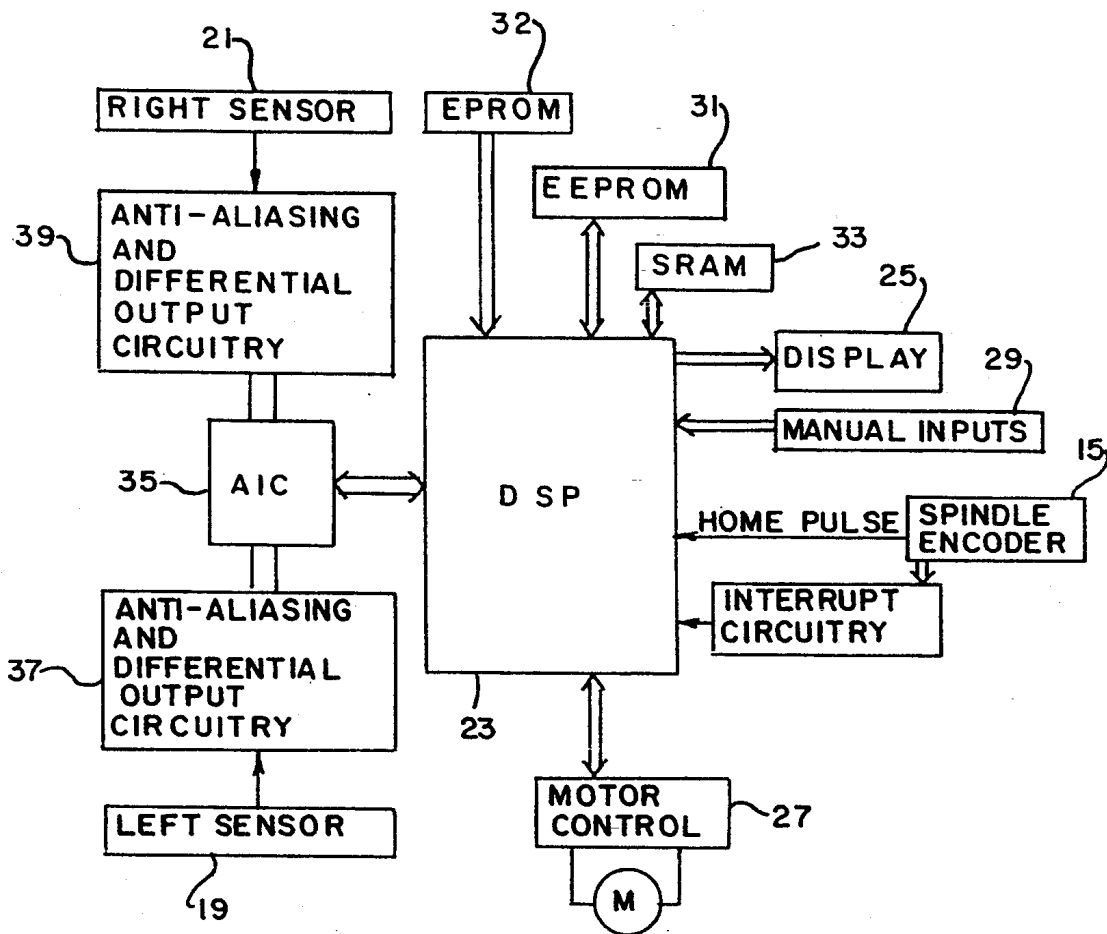 32
21
31
RIGHT SENSOR
EPROM
EEPROM
ANTI-ALIASING
AND
DIFFERENTIAL
OUTPUT
CIRCUITRY
39
33
SRAM
25
DISPLAY
29
MANUAL INPUTS
35
AIC
DSP
15
HOME PULSE
SPINDLE
ENCODER
INTERRUPT
CIRCUITRY
ANTI-ALIASING
AND
DIFFERENTIAL
OUTPUT
CIRCUITRY
37
23
MOTOR
CONTROL
27
LEFT SENSOR
19
M